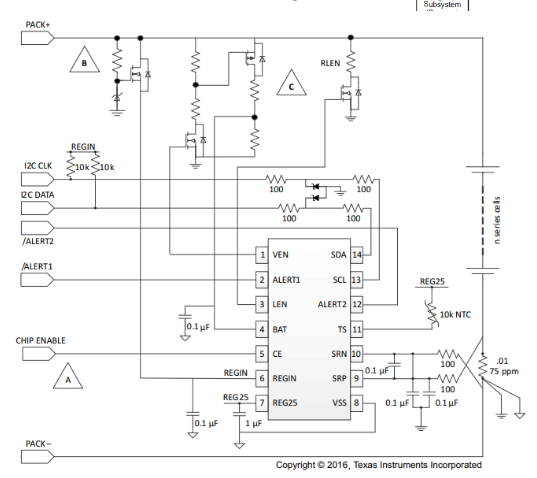 Subsystem
PACK+
B
C
RLEN
REGIN
I2C CLK
10k
10k
100
100
I2C DATA
100
100
/ALERT2
n series cells
1 VEN SDA 14
/ALERT1
2 ALERT1 SCL 13
REG25
3 LEN ALERT2 12
10k NTC
0.1 µF
4 BAT TS 11
CHIP ENABLE
5 CE SRN 10
100
.01
75 ppm
A
REGIN
6 REGIN SRP 9
0.1 µF
100
REG25
7 REG25 VSS 8
0.1 µF
0.1 µF
0.1 µF
1 µF
PACK–
Copyright © 2016, Texas Instruments Incorporated